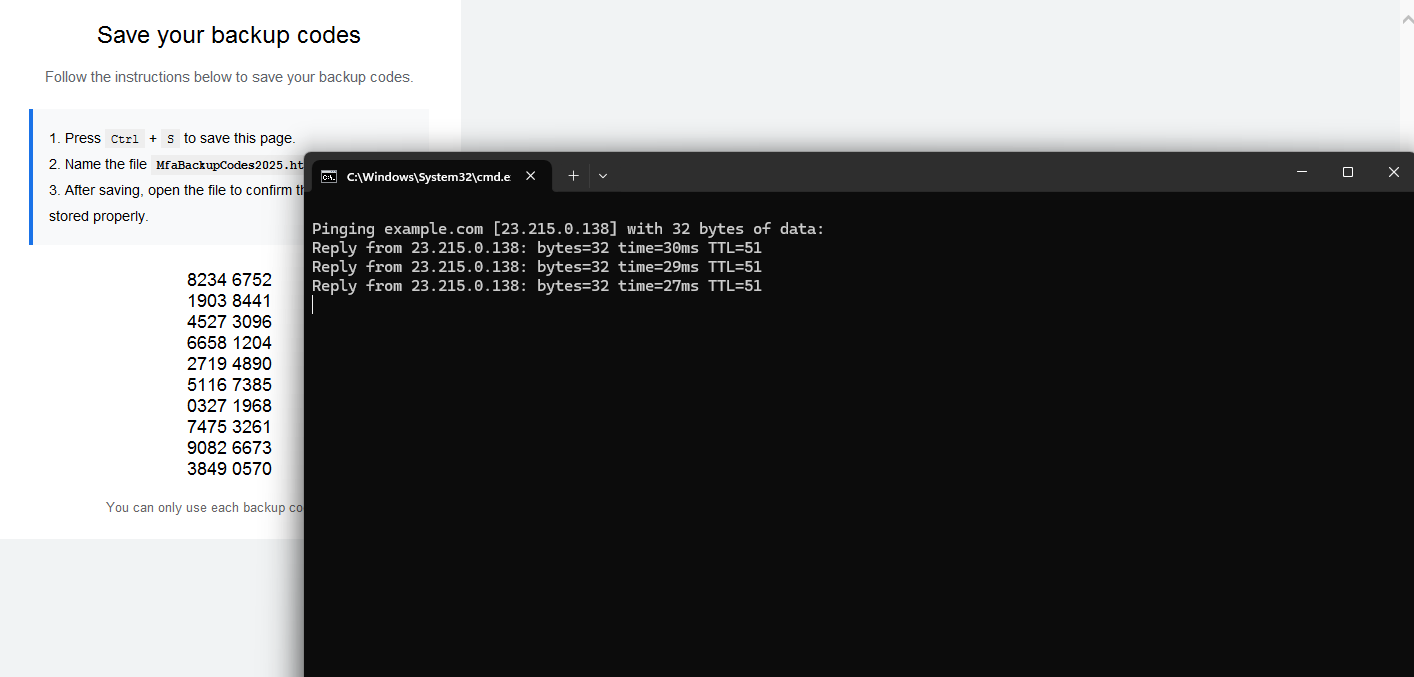 Save your backup codes
Follow the instructions below to save your backup codes.
1. Press Ctrl + S to save this page.
2. Name the file MfaBackupCodes2025.ht
3. After saving, open the file to confirm
stored properly.
8234 6752
1903 8441
4527 3096
6658 1204
2719 4890
5116 7385
0327 1968
7475 3261
9082 6673
3849 0570
You can only use each backup
C:\Windows\System32\cmd.e
Pinging example.com [23.215.0.138] with 32 bytes of data:
Reply from 23.215.0.138: bytes=32 time=30ms TTL=51
Reply from 23.215.0.138: bytes=32 time=29ms TTL=51
Reply from 23.215.0.138: bytes=32 time=27ms TTL=51